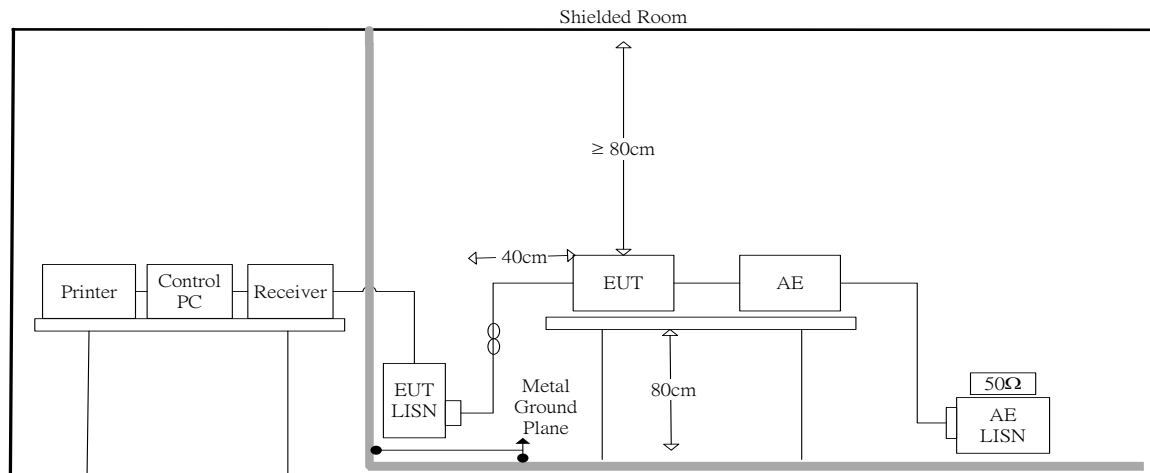 Shielded Room
≥ 80cm
40cm
Printer
Control
PC
Receiver
EUT
AE
EUT
LISN
Metal
Ground
Plane
80cm
50Ω
AE
LISN